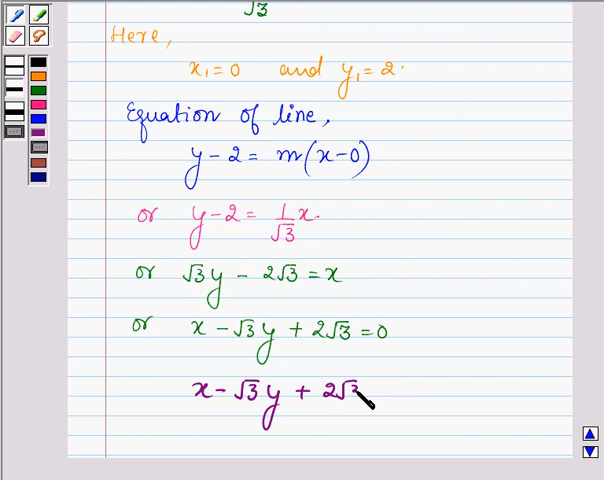 √3
Here,
x₁=0 and y₁=2.
Equation of line,
y-2 = m(x-0)
or y-2 = 1/√3 x.
or √3y - 2√3 = x
or x - √3y + 2√3 = 0
x - √3y + 2√3